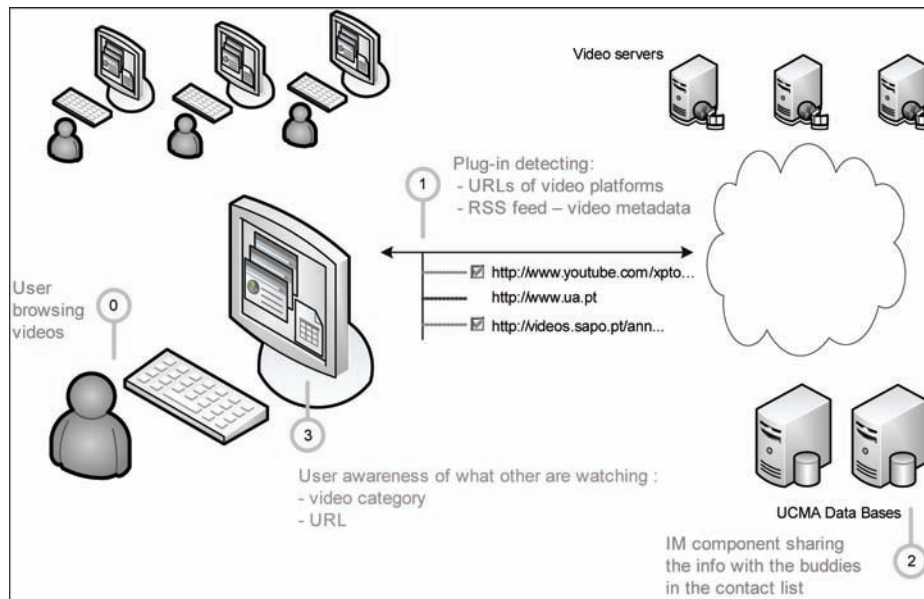 Video servers
1
Plug-in detecting:
- URLs of video platforms
- RSS feed – video metadata
http://www.youtube.com/xpto...
http://www.ua.pt
http://videos.sapo.pt/ann...
User
browsing
videos
0
3
User awareness of what other are watching :
- video category
- URL
UCMA Data Bases
IM component sharing
the info with the buddies
in the contact list
2